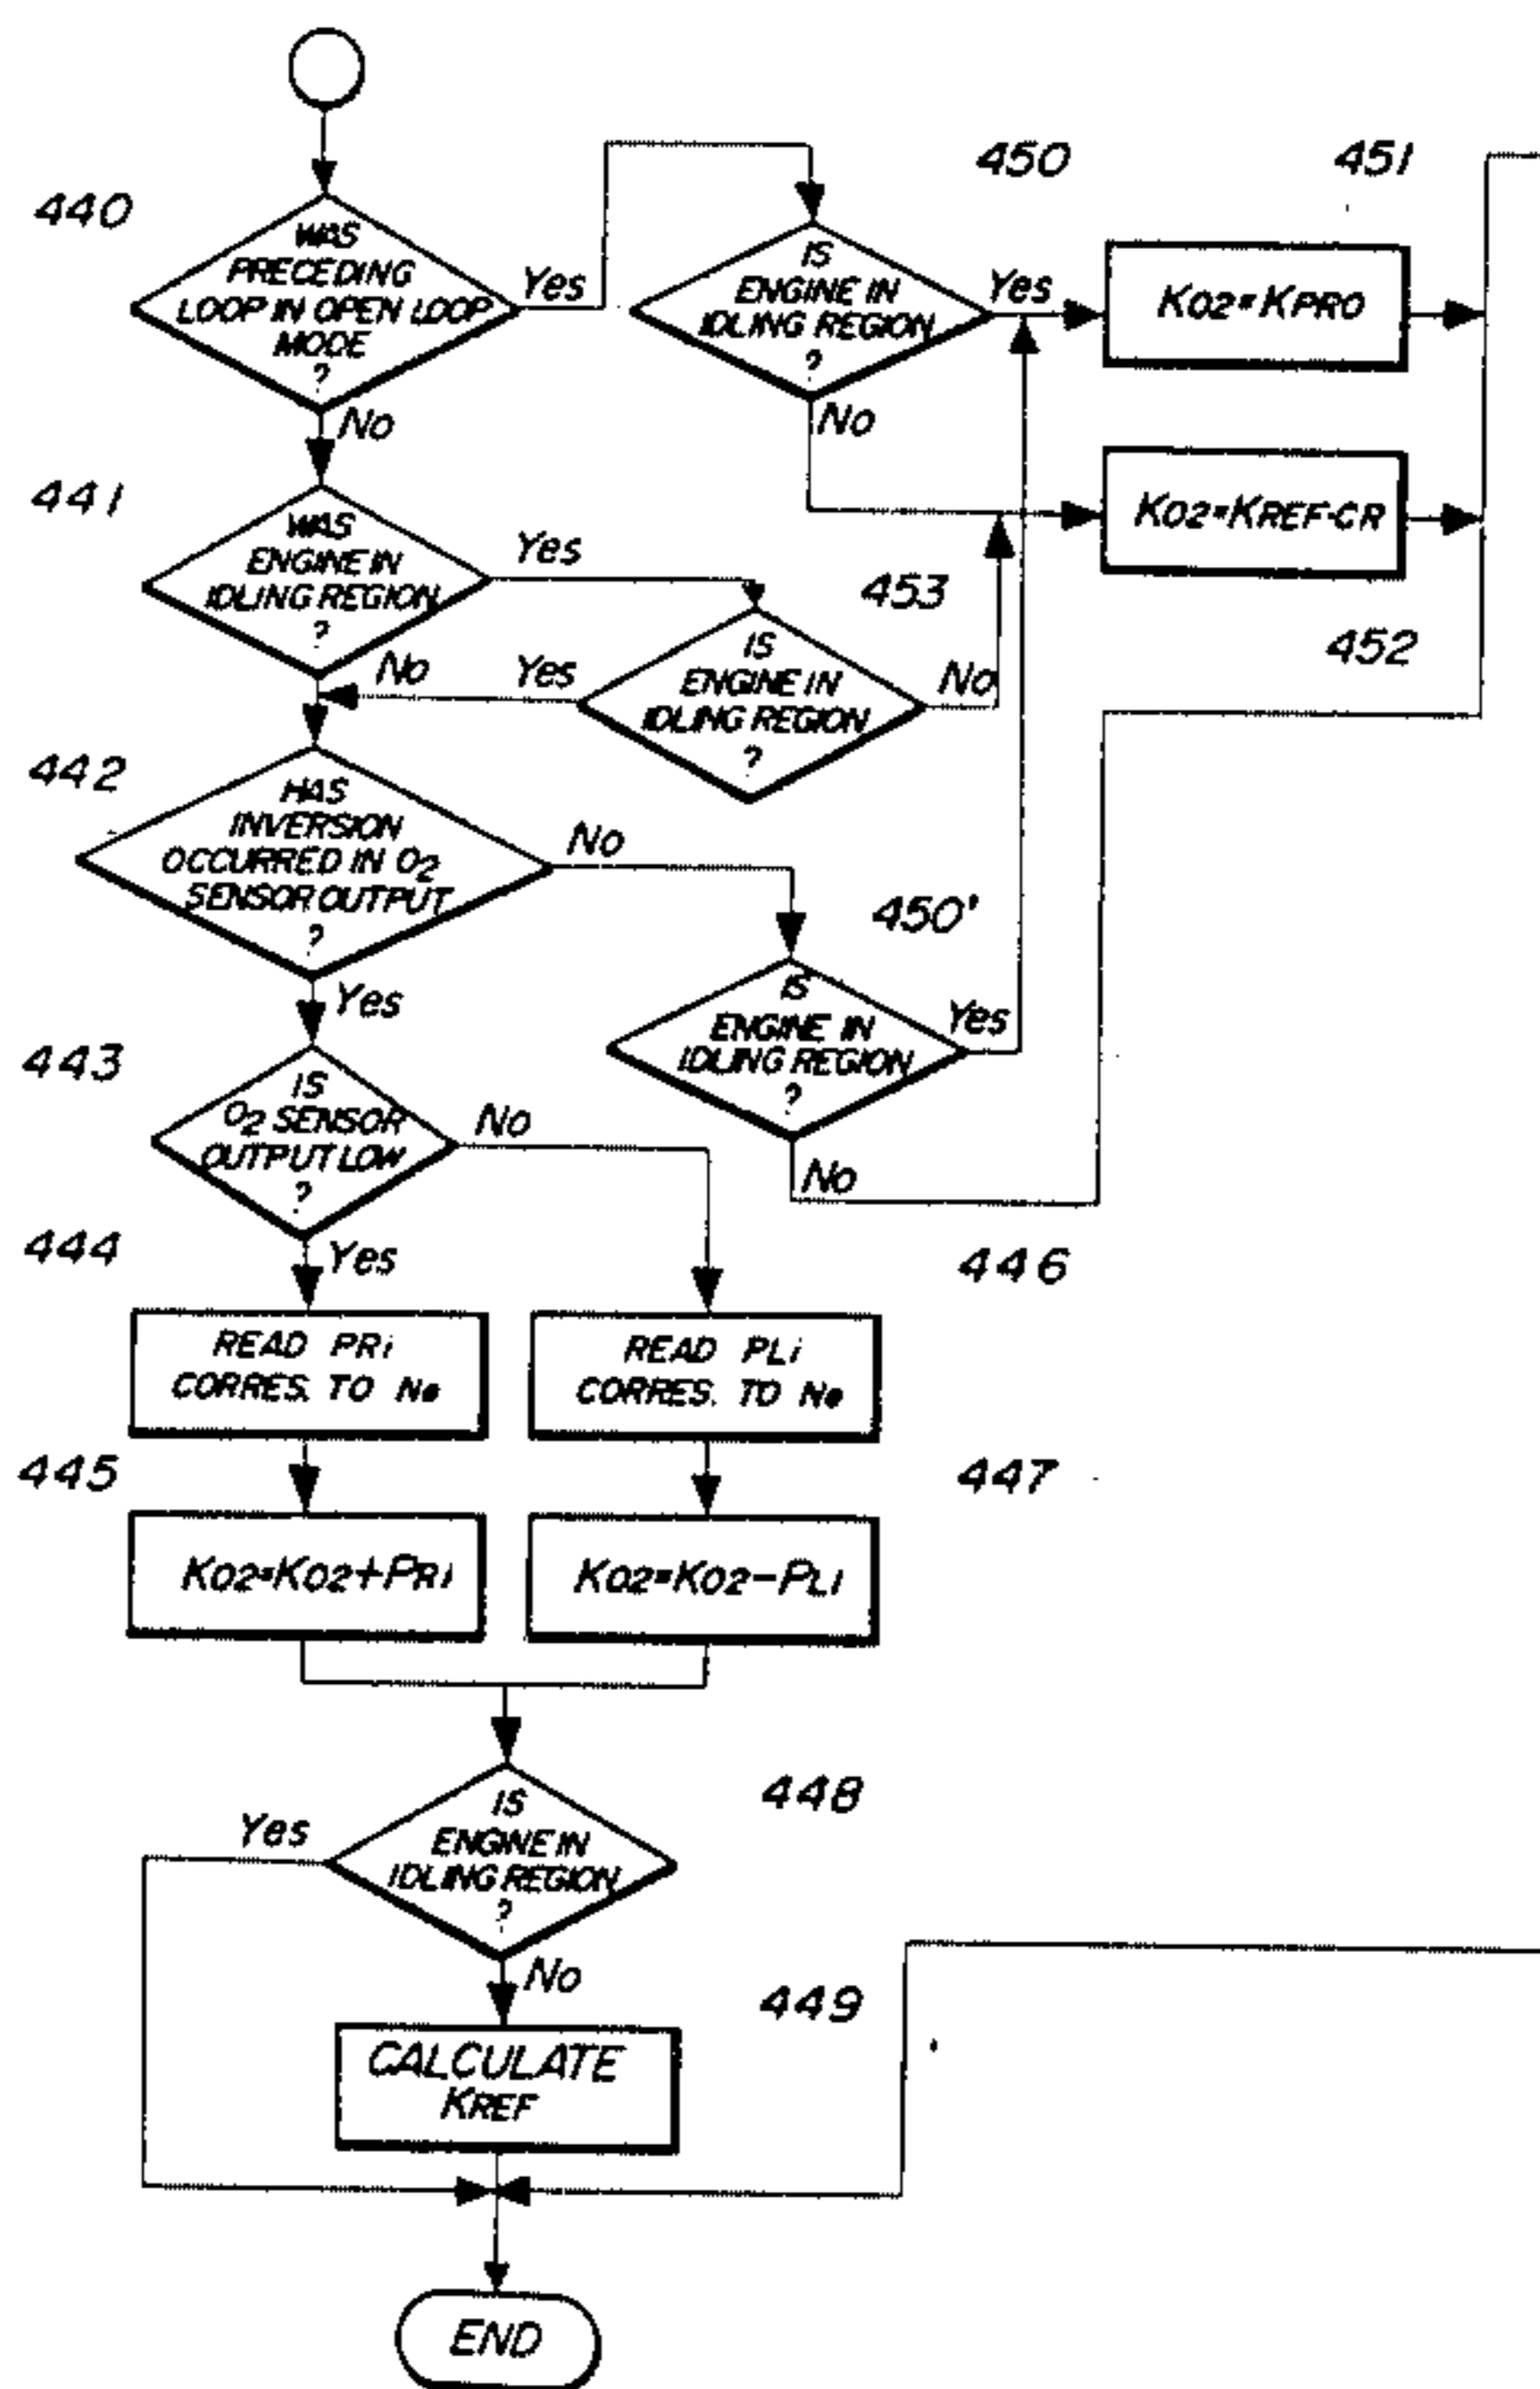 440
WAS
PRECEDING
LOOP IN OPEN LOOP
MODE
?
Yes
No
450
IS
ENGINE IN
IDLING REGION
?
Yes
No
451
KO2=KPRO
KO2=KREF·CR
452
441
WAS
ENGINE IN
IDLING REGION
?
Yes
No
453
IS
ENGINE IN
IDLING REGION
?
Yes
No
442
HAS
INVERSION
OCCURRED IN O2
SENSOR OUTPUT
?
No
Yes
450'
IS
ENGINE IN
IDLING REGION
?
Yes
No
443
IS
O2 SENSOR
OUTPUT LOW
?
No
Yes
444
READ PRi
CORRES. TO Ne
446
READ PLi
CORRES. TO Ne
445
KO2=KO2+PRi
447
KO2=KO2-PLi
448
IS
ENGINE IN
IDLING REGION
?
Yes
No
449
CALCULATE
KREF
END